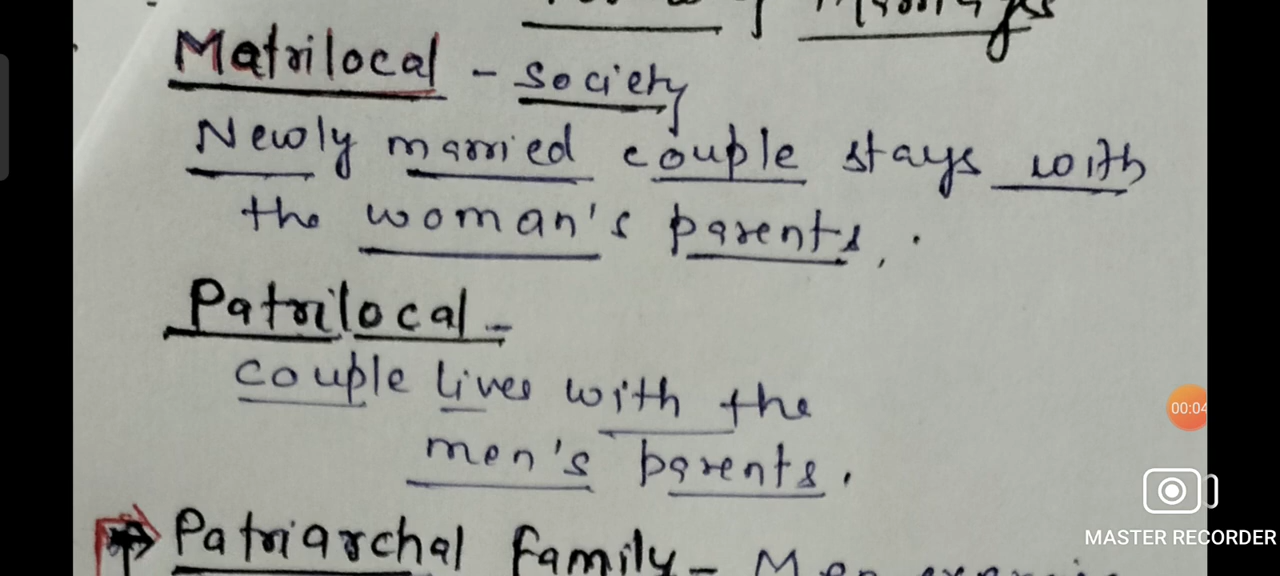 Matrilocal - Society
Newly married couple stays with
the woman's parents.
Patrilocal -
couple lives with the
men's parents.
00:04
MASTER RECORDER
Patriarchal Family - Men